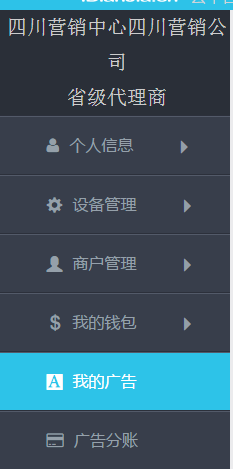 四川营销中心四川营销公
司
省级代理商
个人信息
设备管理
商户管理
我的钱包
我的广告
广告分账